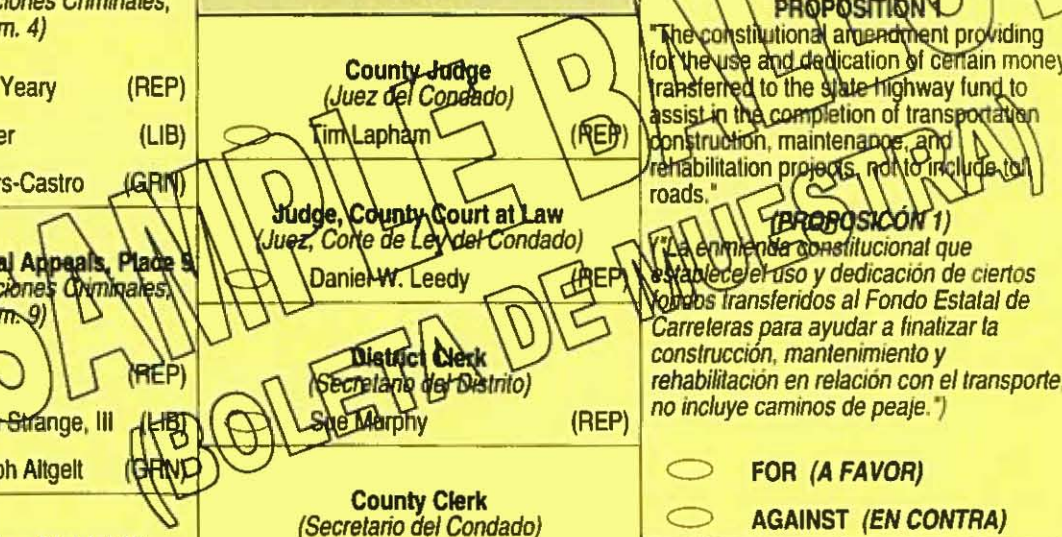 ciones Criminales,
m. 4)
Yeary (REP)
er (LIB)
rs-Castro (GRN)
al Appeals, Place 9
ciones Criminales,
m. 9)
(REP)
Strange, III (LIB)
ph Altgelt (GRN)
County Judge
(Juez del Condado)
Tim Lapham (REP)
Judge, County Court at Law
(Juez, Corte de Ley del Condado)
Daniel W. Leedy (REP)
District Clerk
(Secretario del Distrito)
Sue Murphy (REP)
County Clerk
(Secretario del Condado)
PROPOSITION 1
"The constitutional amendment providing
for the use and dedication of certain money
transferred to the state highway fund to
assist in the completion of transportation
construction, maintenance, and
rehabilitation projects, not to include toll
roads."
(PROPOSICÓN 1)
("La enmienda constitucional que
establece el uso y dedicación de ciertos
fondos transferidos al Fondo Estatal de
Carreteras para ayudar a finalizar la
construcción, mantenimiento y
rehabilitación en relación con el transporte
no incluye caminos de peaje.")
FOR (A FAVOR)
AGAINST (EN CONTRA)
SAMPLE B
(BOLETA DE MUESTRA)